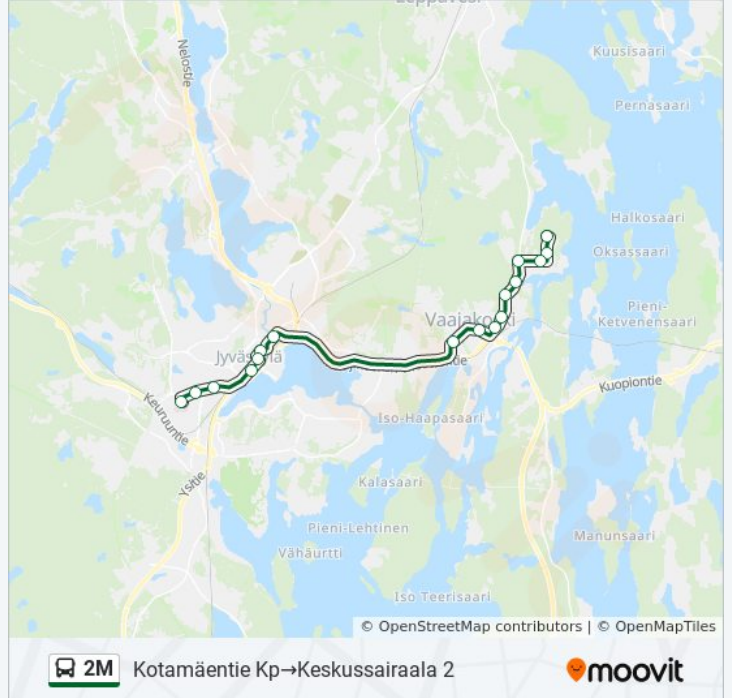 Leppävesi
Nelostie
Kuusisaari
Pernasaari
Halkosaari
Oksassaari
Pieni-
Ketvenensaari
Vaajakoski
Jyväskylä
Kuopiontie
Keuruuntie
Iso-Haapasaari
Ysitie
Kalasaari
Pieni-Lehtinen
Vähäurtti
Manunsaari
Iso Teerisaari
© OpenStreetMap contributors | © OpenMapTiles
2M Kotamäentie Kp→Keskussairaala 2
moovit